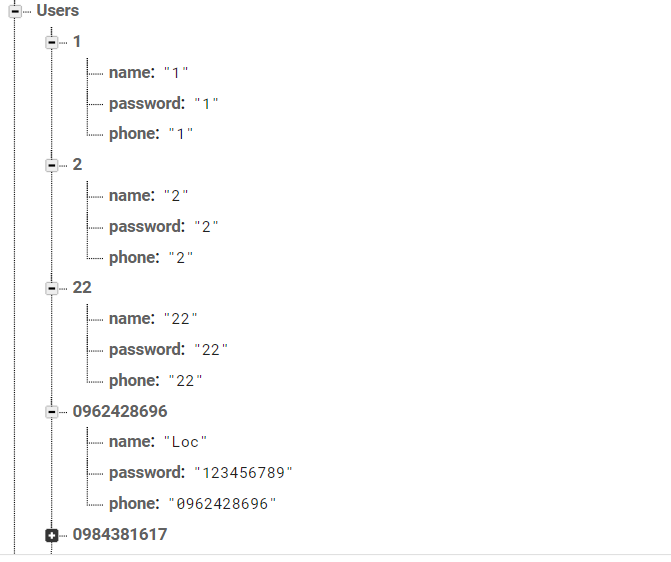 Users
1
name: "1"
password: "1"
phone: "1"
2
name: "2"
password: "2"
phone: "2"
22
name: "22"
password: "22"
phone: "22"
0962428696
name: "Loc"
password: "123456789"
phone: "0962428696"
0984381617